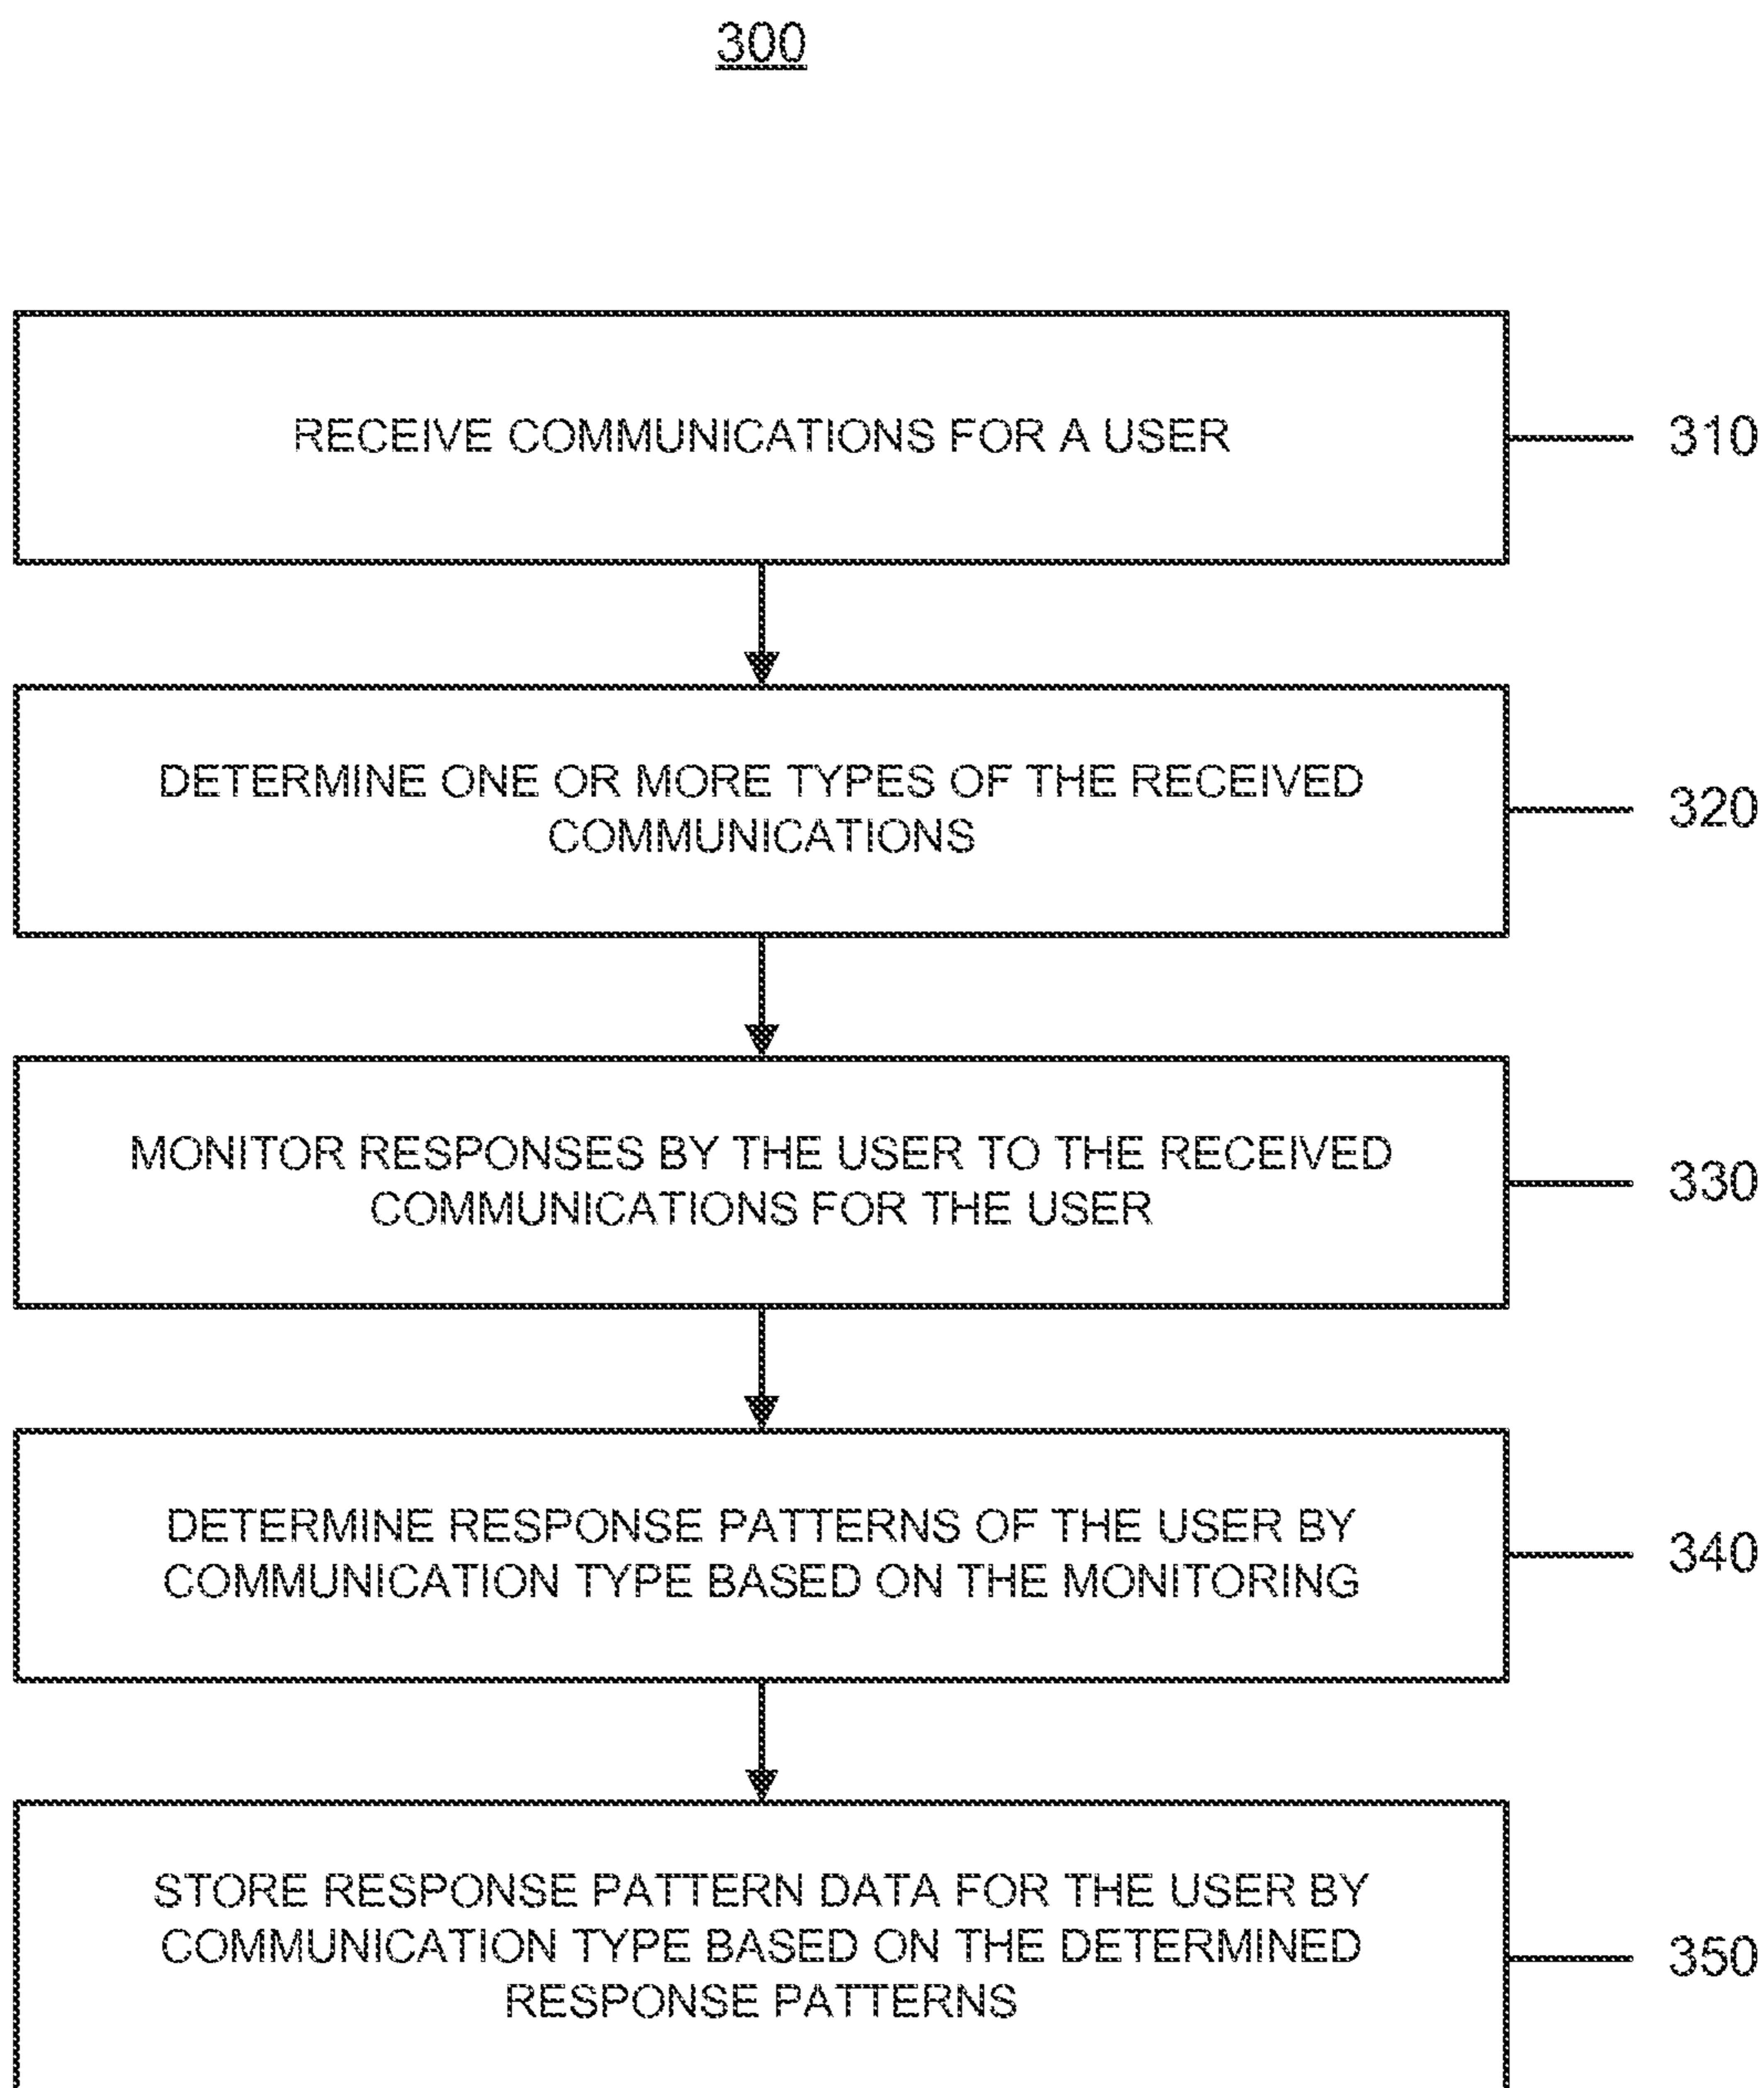 300
RECEIVE COMMUNICATIONS FOR A USER
310
DETERMINE ONE OR MORE TYPES OF THE RECEIVED
COMMUNICATIONS
320
MONITOR RESPONSES BY THE USER TO THE RECEIVED
COMMUNICATIONS FOR THE USER
330
DETERMINE RESPONSE PATTERNS OF THE USER BY
COMMUNICATION TYPE BASED ON THE MONITORING
340
STORE RESPONSE PATTERN DATA FOR THE USER BY
COMMUNICATION TYPE BASED ON THE DETERMINED
RESPONSE PATTERNS
350